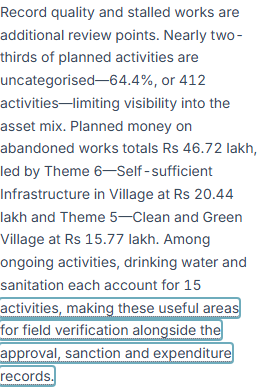 Record quality and stalled works are
additional review points. Nearly two-
thirds of planned activities are
uncategorised—64.4%, or 412
activities—limiting visibility into the
asset mix. Planned money on
abandoned works totals Rs 46.72 lakh,
led by Theme 6—Self-sufficient
Infrastructure in Village at Rs 20.44
lakh and Theme 5—Clean and Green
Village at Rs 15.77 lakh. Among
ongoing activities, drinking water and
sanitation each account for 15
activities, making these useful areas
for field verification alongside the
approval, sanction and expenditure
records.